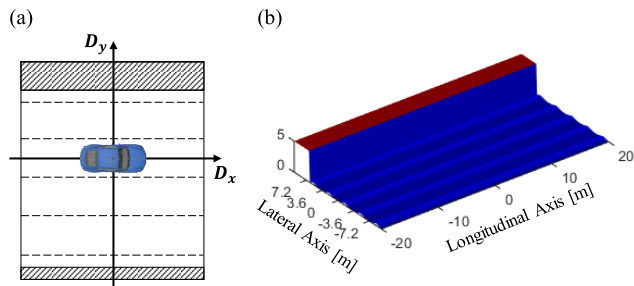 (a)
D_y
D_x
(b)
5
0
7.2
3.6
0
-3.6
-7.2
Lateral Axis [m]
-20
-10
0
10
20
Longitudinal Axis [m]